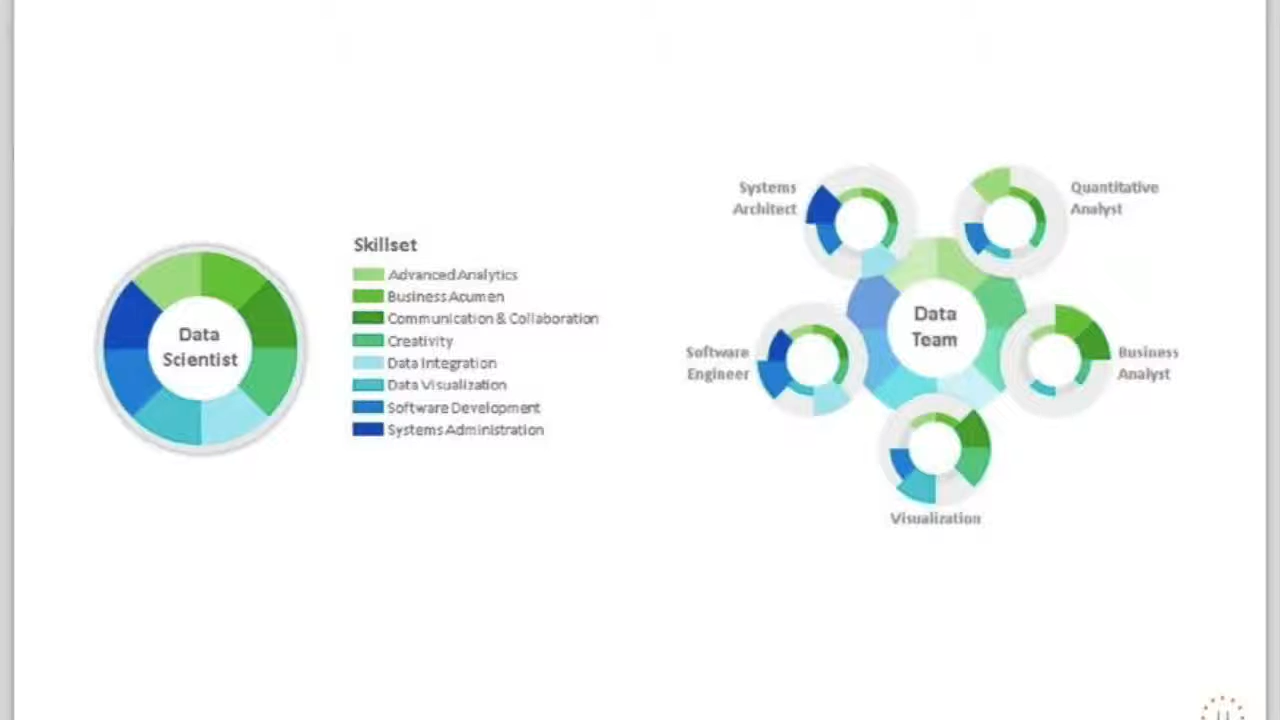 Data
Scientist
Skillset
Advanced Analytics
Business Acumen
Communication & Collaboration
Creativity
Data Integration
Data Visualization
Software Development
Systems Administration
Systems
Architect
Quantitative
Analyst
Data
Team
Software
Engineer
Business
Analyst
Visualization